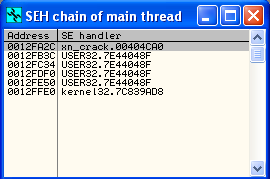 SEH chain of main thread
Address SE handler
0012FA2C xn_crack.00404CA0
0012FB3C USER32.7E44048F
0012FC34 USER32.7E44048F
0012FDF0 USER32.7E44048F
0012FE50 USER32.7E44048F
0012FFE0 kernel32.7C839AD8